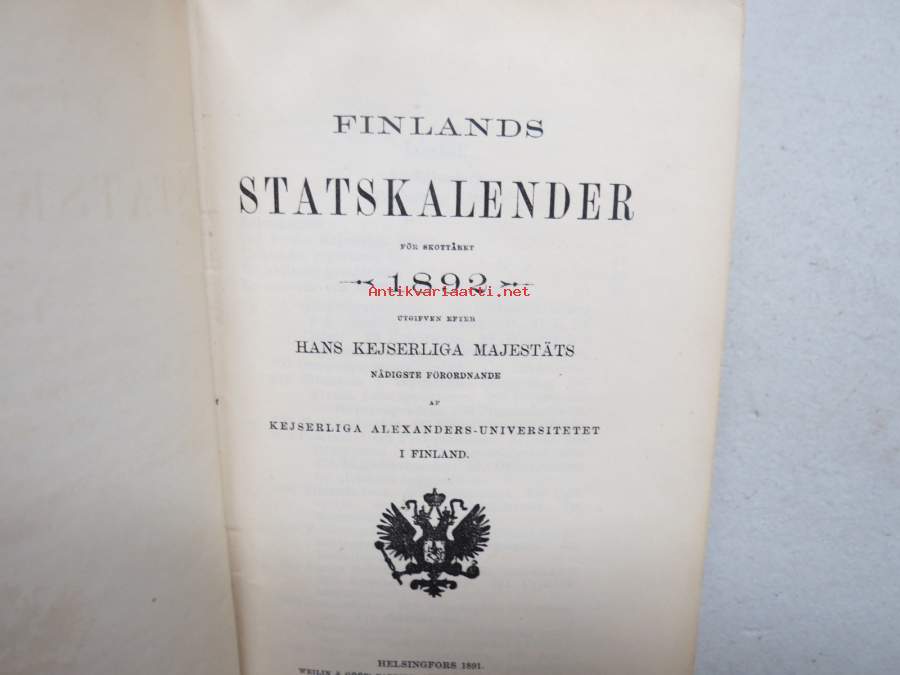 FINLANDS
STATSKALENDER
FÖR SKOTTÅRET
1892
Antikvariaatti.net
UTGIFVEN EFTER
HANS KEJSERLIGA MAJESTÄTS
NÅDIGSTE FÖRORDNANDE
AF
KEJSERLIGA ALEXANDERS-UNIVERSITETET
I FINLAND.
HELSINGFORS 1891.
WEILIN &